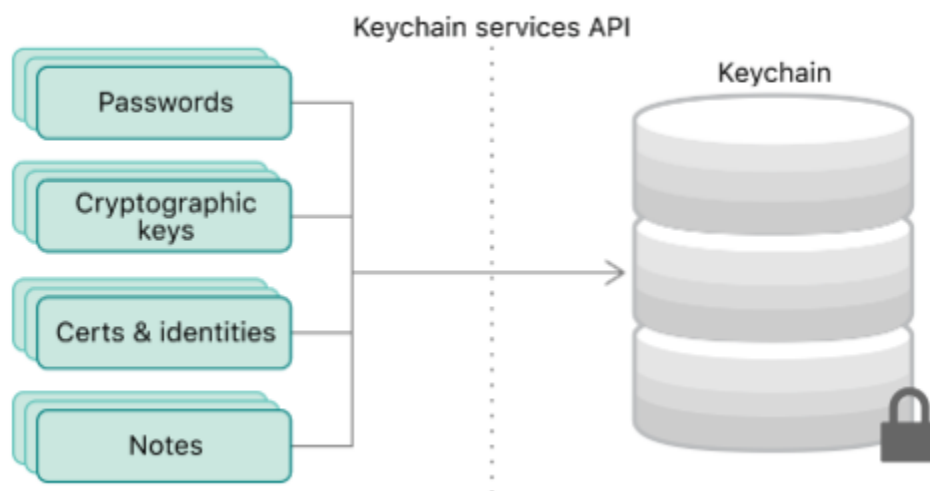 Keychain services API
Keychain
Passwords
Cryptographic
keys
Certs & identities
Notes